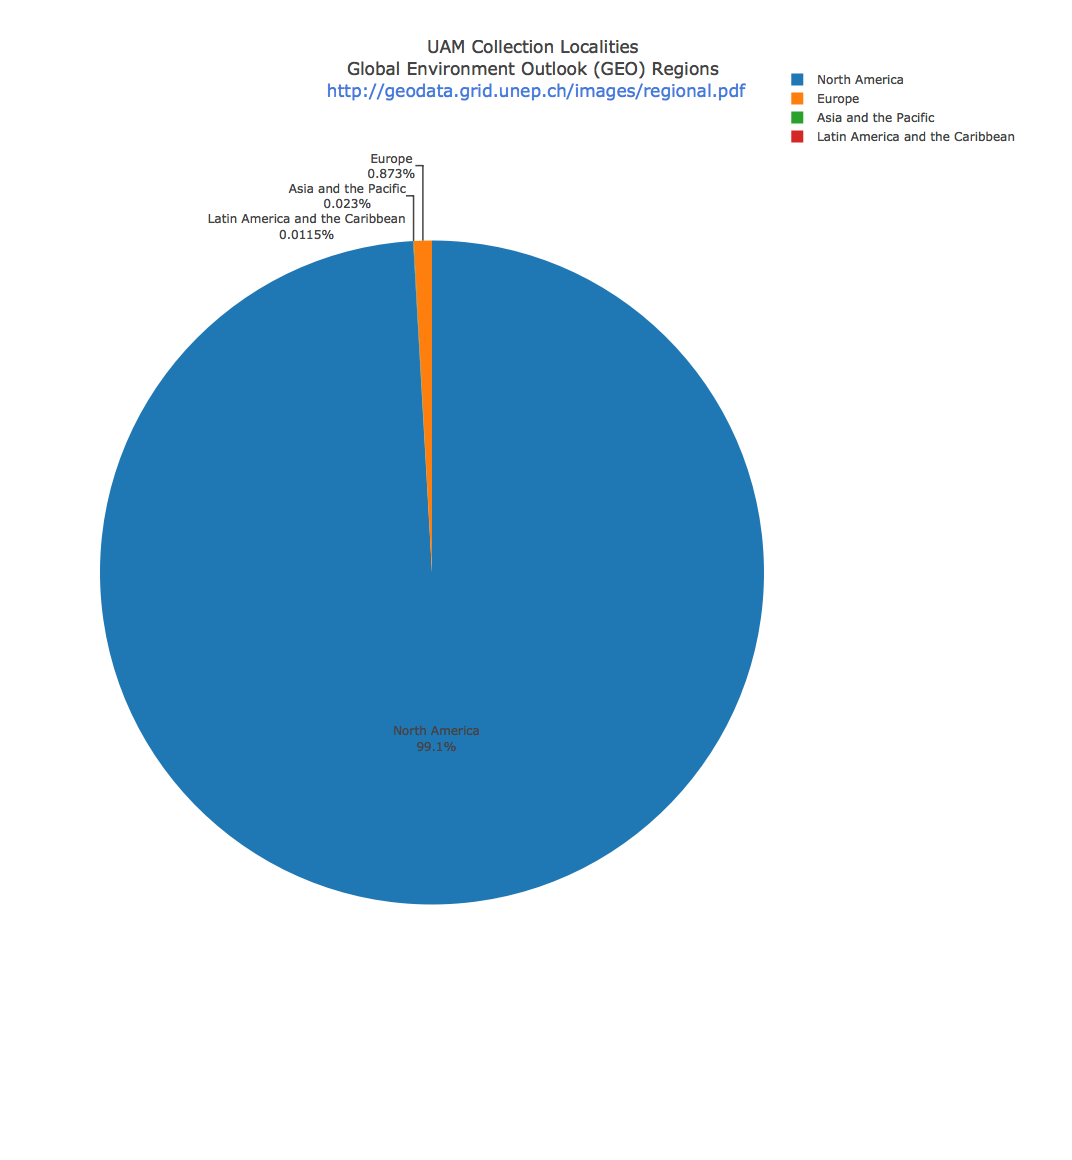 UAM Collection Localities
Global Environment Outlook (GEO) Regions
http://geodata.grid.unep.ch/images/regional.pdf
North America
Europe
Asia and the Pacific
Latin America and the Caribbean
Europe
0.873%
Asia and the Pacific
0.023%
Latin America and the Caribbean
0.0115%
North America
99.1%